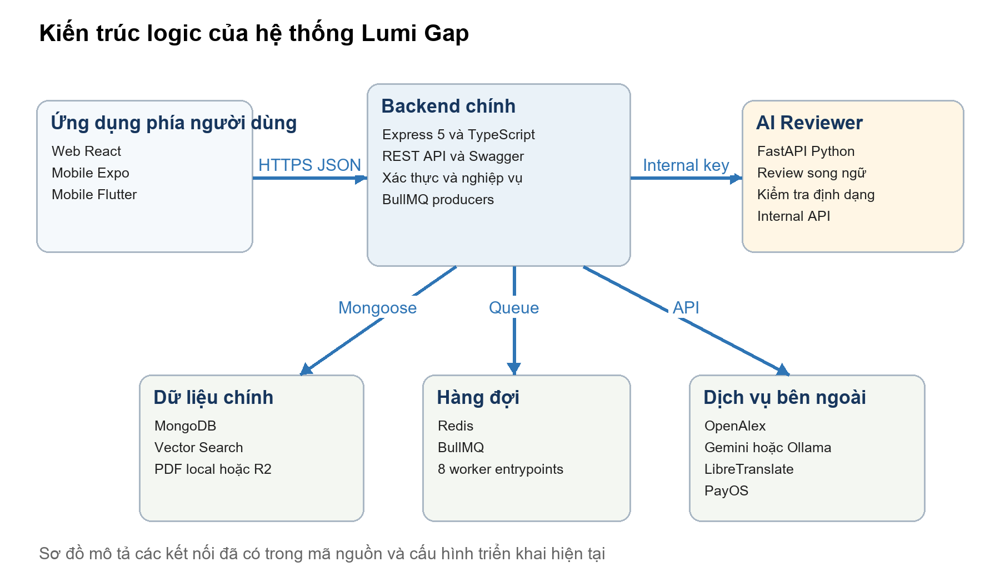 Kiến trúc logic của hệ thống Lumi Gap
Ứng dụng phía người dùng
Web React
Mobile Expo
Mobile Flutter
HTTPS JSON
Backend chính
Express 5 và TypeScript
REST API và Swagger
Xác thực và nghiệp vụ
BullMQ producers
Internal key
AI Reviewer
FastAPI Python
Review song ngữ
Kiểm tra định dạng
Internal API
Mongoose
Queue
API
Dữ liệu chính
MongoDB
Vector Search
PDF local hoặc R2
Hàng đợi
Redis
BullMQ
8 worker entrypoints
Dịch vụ bên ngoài
OpenAlex
Gemini hoặc Ollama
LibreTranslate
PayOS
Sơ đồ mô tả các kết nối đã có trong mã nguồn và cấu hình triển khai hiện tại